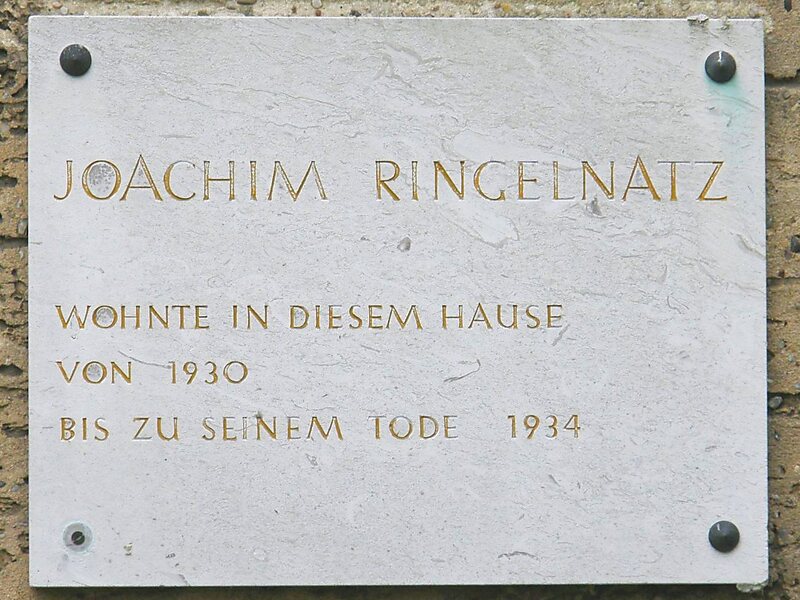 JOACHIM RINGELNATZ
WOHNTE IN DIESEM HAUSE
VON 1930
BIS ZU SEINEM TODE 1934